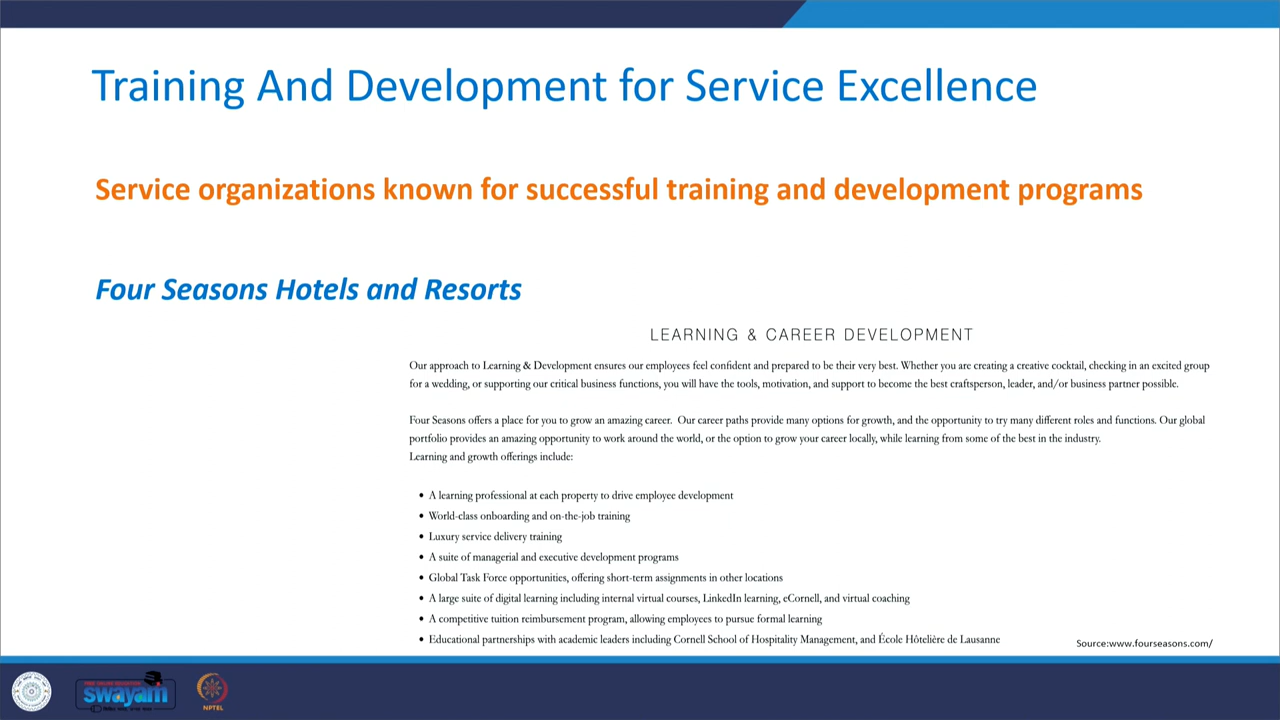 Training And Development for Service Excellence
Service organizations known for successful training and development programs
Four Seasons Hotels and Resorts
LEARNING & CAREER DEVELOPMENT
Our approach to Learning & Development ensures our employees feel confident and prepared to be their very best. Whether you are creating a creative cocktail, checking in an excited group
for a wedding, or supporting our critical business functions, you will have the tools, motivation, and support to become the best craftsperson, leader, and/or business partner possible.
Four Seasons offers a place for you to grow an amazing career. Our career paths provide many options for growth, and the opportunity to try many different roles and functions. Our global
portfolio provides an amazing opportunity to work around the world, or the option to grow your career locally, while learning from some of the best in the industry.
Learning and growth offerings include:
• A learning professional at each property to drive employee development
• World-class onboarding and on-the-job training
• Luxury service delivery training
• A suite of managerial and executive development programs
• Global Task Force opportunities, offering short-term assignments in other locations
• A large suite of digital learning including internal virtual courses, LinkedIn learning, eCornell, and virtual coaching
• A competitive tuition reimbursement program, allowing employees to pursue formal learning
• Educational partnerships with academic leaders including Cornell School of Hospitality Management, and École Hôtelière de Lausanne
Source:www.fourseasons.com/
swayam
NPTEL